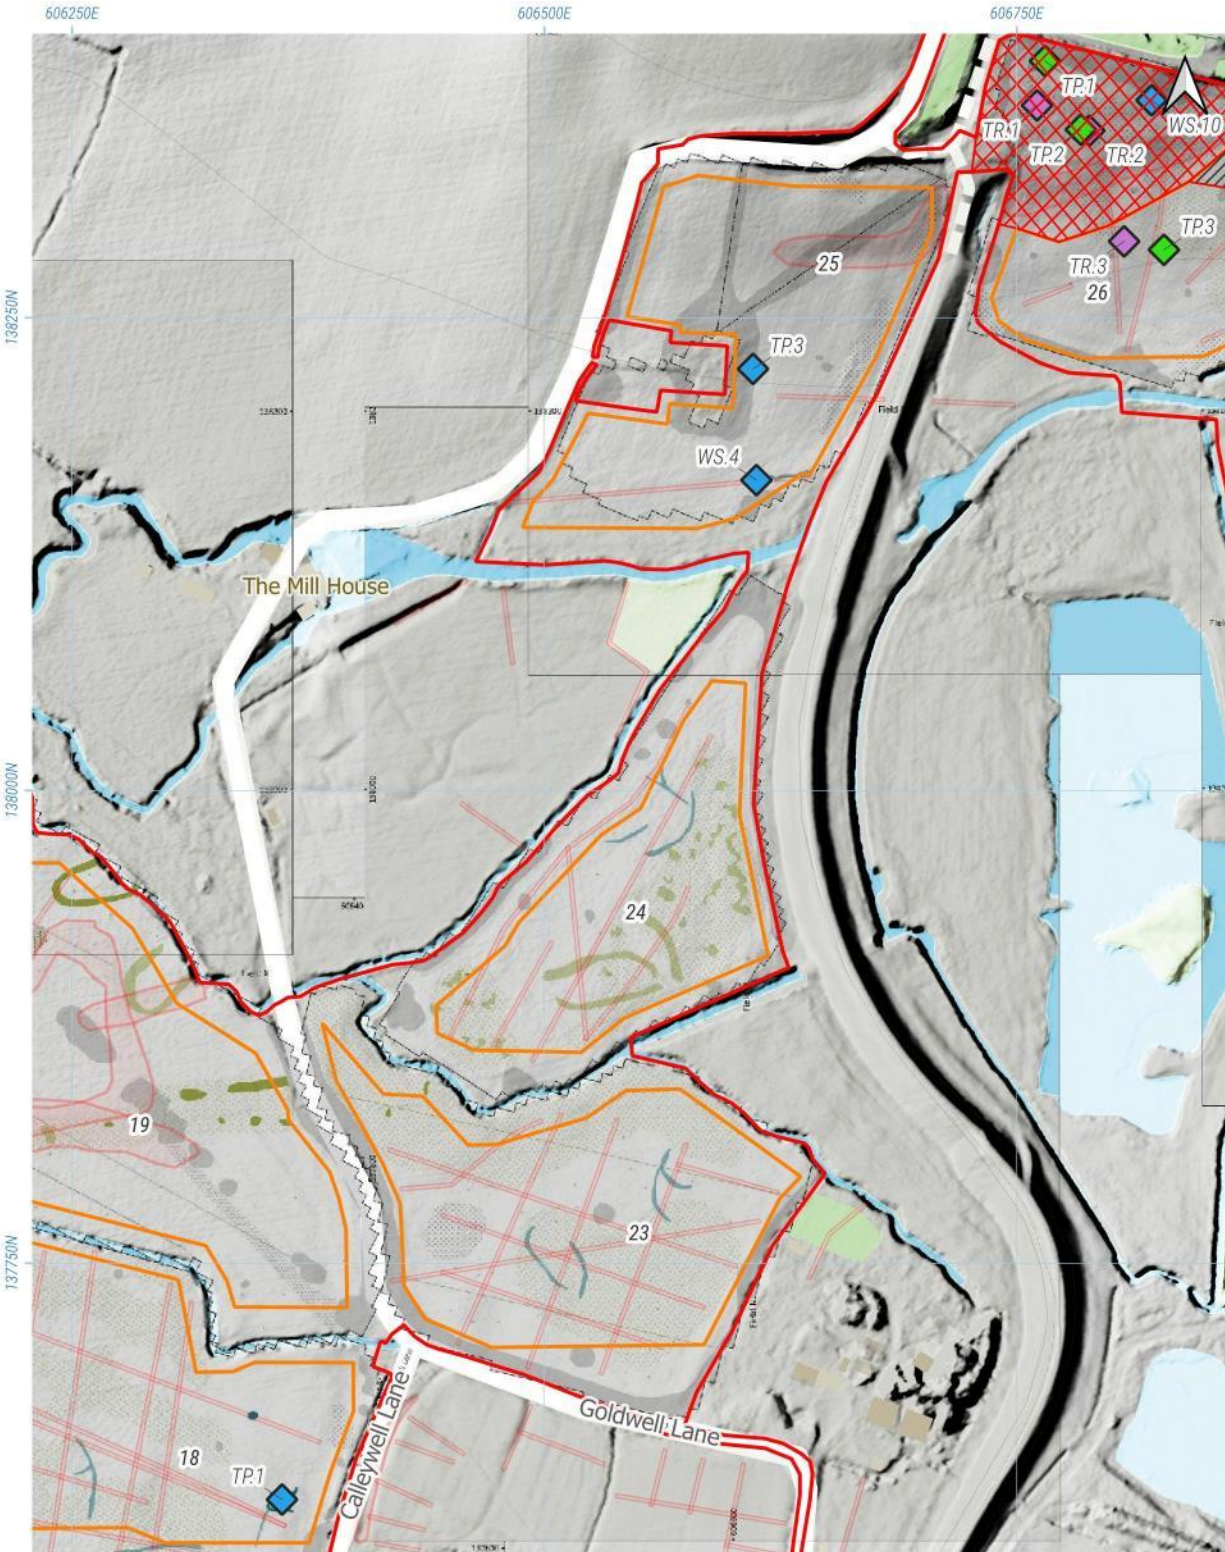 606250E
606500E
606750E
TP.1
TR.1
WS.10
TP.2
TR.2
TP.3
25
TR.3
26
138250N
TP.3
Field
WS.4
The Mill House
138000N
24
19
23
137750N
Goldwell Lane
Calleywell Lane
18
TP.1